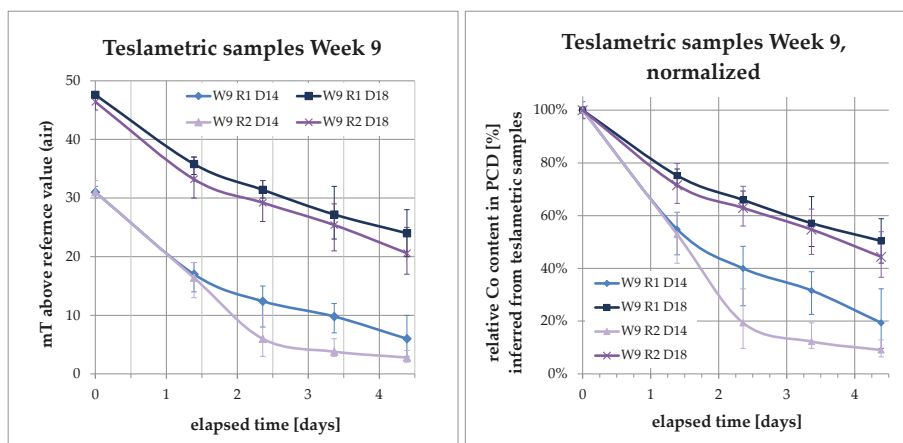 Teslametric samples Week 9
mT above refernce value (air)
50
40
30
20
10
0
W9 R1 D14
W9 R1 D18
W9 R2 D14
W9 R2 D18
0 1 2 3 4
elapsed time [days]
Teslametric samples Week 9,
normalized
relative Co content in PCD [%]
inferred from teslametric samples
100%
80%
60%
40%
20%
0%
W9 R1 D14
W9 R1 D18
W9 R2 D14
W9 R2 D18
0 1 2 3 4
elapsed time [days]